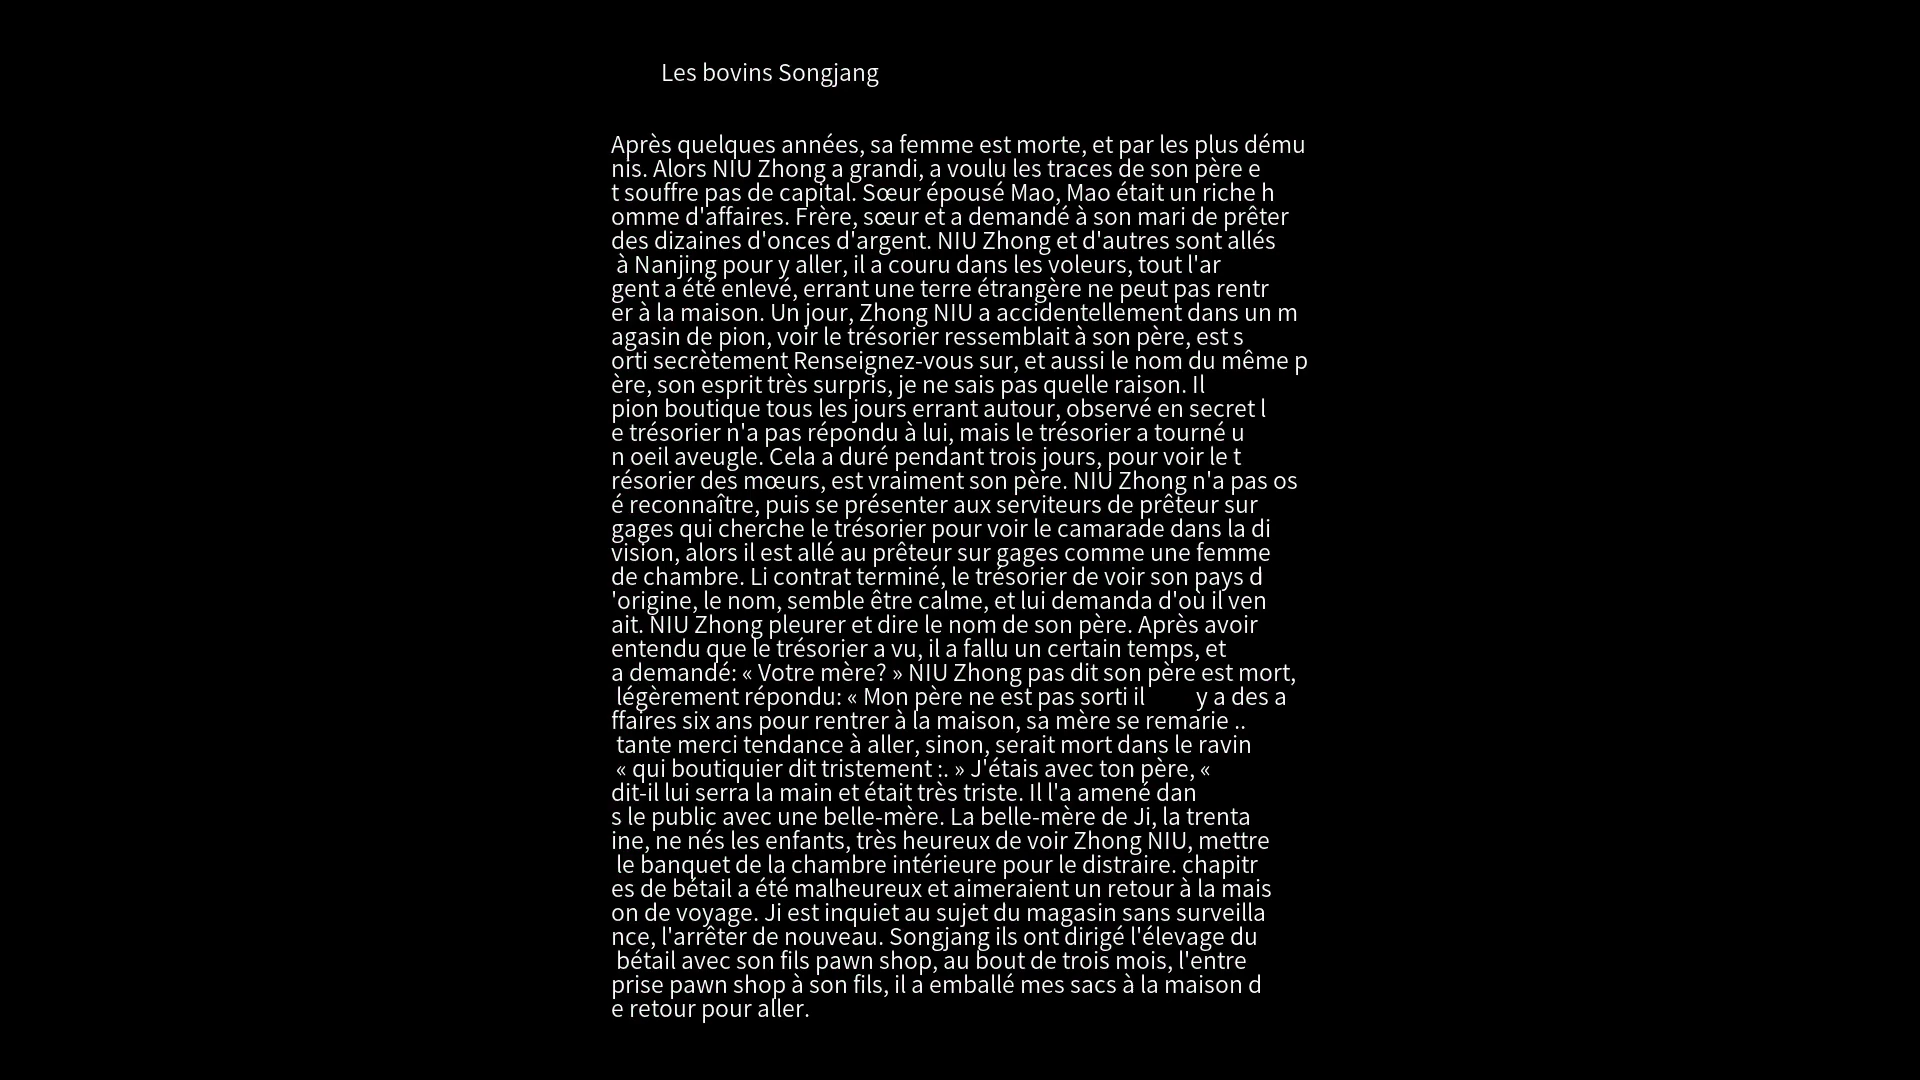 Les bovins Songjang
Après quelques années, sa femme est morte, et par les plus dému
nis. Alors NIU Zhong a grandi, a voulu les traces de son père e
t souffre pas de capital. Sœur épousé Mao, Mao était un riche h
omme d'affaires. Frère, sœur et a demandé à son mari de prêter
des dizaines d'onces d'argent. NIU Zhong et d'autres sont allés
à Nanjing pour y aller, il a couru dans les voleurs, tout l'ar
gent a été enlevé, errant une terre étrangère ne peut pas rentr
er à la maison. Un jour, Zhong NIU a accidentellement dans un m
agasin de pion, voir le trésorier ressemblait à son père, est s
orti secrètement Renseignez-vous sur, et aussi le nom du même p
ère, son esprit très surpris, je ne sais pas quelle raison. Il
pion boutique tous les jours errant autour, observé en secret l
e trésorier n'a pas répondu à lui, mais le trésorier a tourné u
n oeil aveugle. Cela a duré pendant trois jours, pour voir le t
résorier des mœurs, est vraiment son père. NIU Zhong n'a pas os
é reconnaître, puis se présenter aux serviteurs de prêteur sur
gages qui cherche le trésorier pour voir le camarade dans la di
vision, alors il est allé au prêteur sur gages comme une femme
de chambre. Li contrat terminé, le trésorier de voir son pays d
'origine, le nom, semble être calme, et lui demanda d'où il ven
ait. NIU Zhong pleurer et dire le nom de son père. Après avoir
entendu que le trésorier a vu, il a fallu un certain temps, et
a demandé: « Votre mère? » NIU Zhong pas dit son père est mort,
légèrement répondu: « Mon père ne est pas sorti il y a des a
ffaires six ans pour rentrer à la maison, sa mère se remarie ..
tante merci tendance à aller, sinon, serait mort dans le ravin
« qui boutiquier dit tristement :. » J'étais avec ton père, «
dit-il lui serra la main et était très triste. Il l'a amené dan
s le public avec une belle-mère. La belle-mère de Ji, la trenta
ine, ne nés les enfants, très heureux de voir Zhong NIU, mettre
le banquet de la chambre intérieure pour le distraire. chapitr
es de bétail a été malheureux et aimeraient un retour à la mais
on de voyage. Ji est inquiet au sujet du magasin sans surveilla
nce, l'arrêter de nouveau. Songjang ils ont dirigé l'élevage du
bétail avec son fils pawn shop, au bout de trois mois, l'entre
prise pawn shop à son fils, il a emballé mes sacs à la maison d
e retour pour aller.